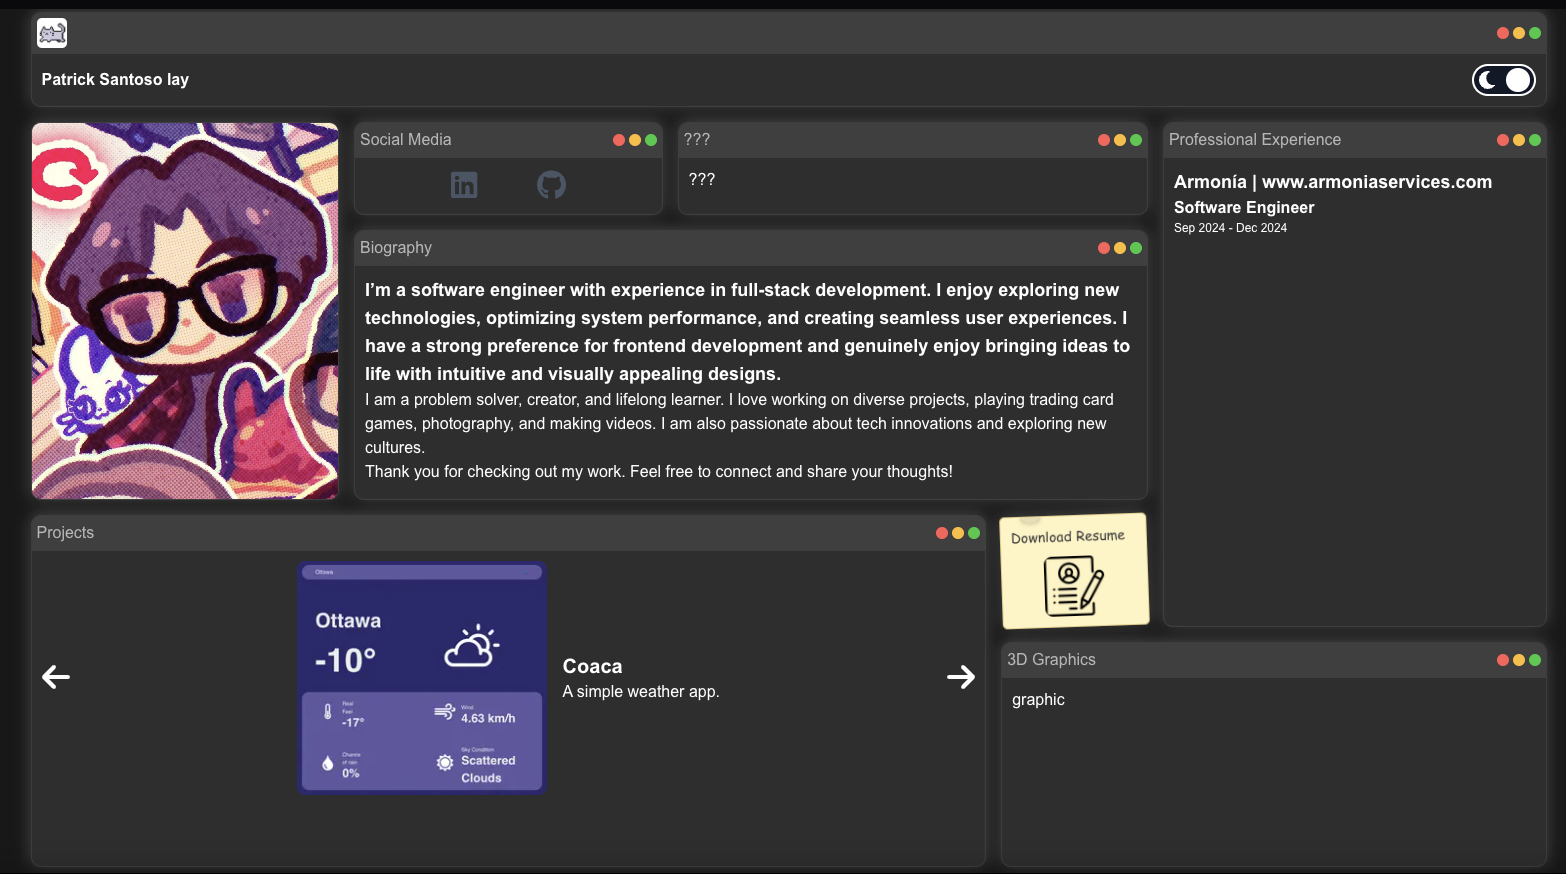 Patrick Santoso Iay
Social Media
???
???
Professional Experience
Armonía | www.armoniaservices.com
Software Engineer
Sep 2024 - Dec 2024
Biography
I'm a software engineer with experience in full-stack development. I enjoy exploring new
technologies, optimizing system performance, and creating seamless user experiences. I
have a strong preference for frontend development and genuinely enjoy bringing ideas to
life with intuitive and visually appealing designs.
I am a problem solver, creator, and lifelong learner. I love working on diverse projects, playing trading card
games, photography, and making videos. I am also passionate about tech innovations and exploring new
cultures.
Thank you for checking out my work. Feel free to connect and share your thoughts!
Projects
Ottawa
Ottawa
-10°
Real
Feel
-17°
Wind
4.63 km/h
Chance
of rain
0%
Sky Condition
Scattered
Clouds
Coaca
A simple weather app.
Download Resume
3D Graphics
graphic